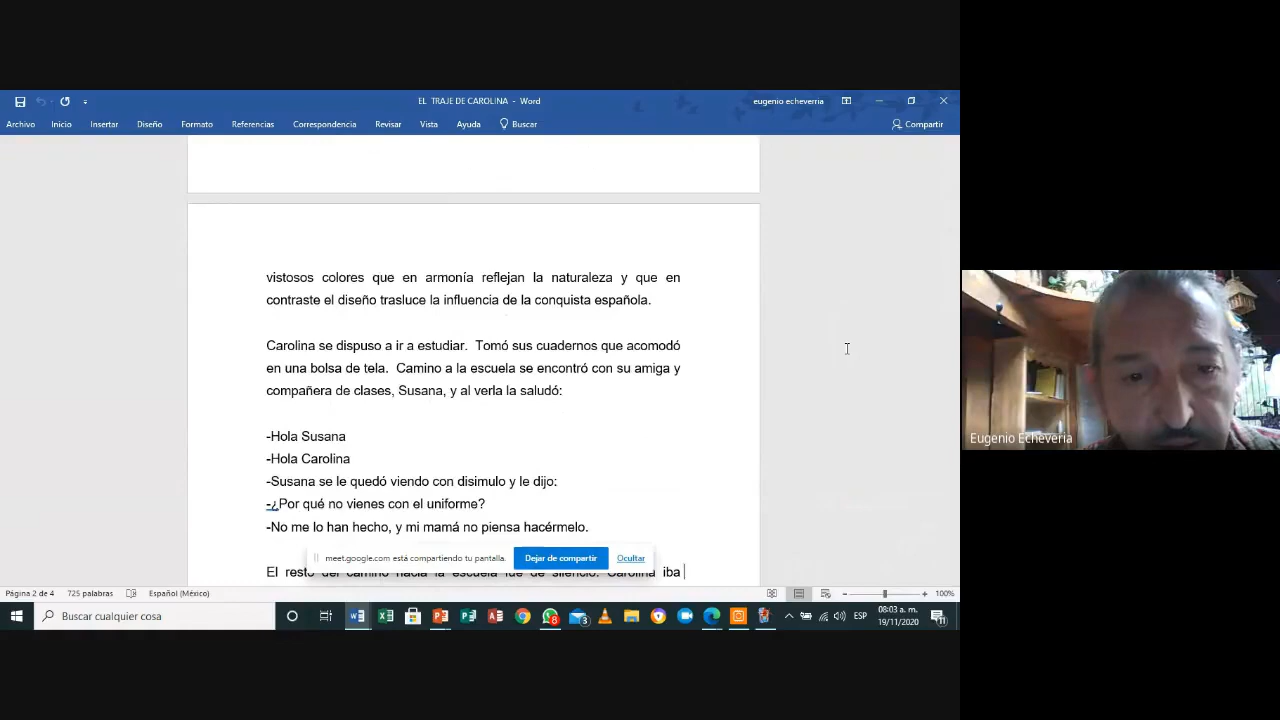 EL TRAJE DE CAROLINA - Word
eugenio echeverria
Archivo Inicio Insertar Diseño Formato Referencias Correspondencia Revisar Vista Ayuda Buscar Compartir
vistosos colores que en armonía reflejan la naturaleza y que en
contraste el diseño trasluce la influencia de la conquista española.
Carolina se dispuso a ir a estudiar. Tomó sus cuadernos que acomodó
en una bolsa de tela. Camino a la escuela se encontró con su amiga y
compañera de clases, Susana, y al verla la saludó:
-Hola Susana
-Hola Carolina
-Susana se le quedó viendo con disimulo y le dijo:
-¿Por qué no vienes con el uniforme?
-No me lo han hecho, y mi mamá no piensa hacérmelo.
meet.google.com está compartiendo tu pantalla. Dejar de compartir Ocultar
El resto del camino hacia la escuela fue de silencio. Carolina iba
Eugenio Echeverria
Página 2 de 4 725 palabras Español (México) 100%
Buscar cualquier cosa
8
3
ESP
08:03 a. m.
19/11/2020
11